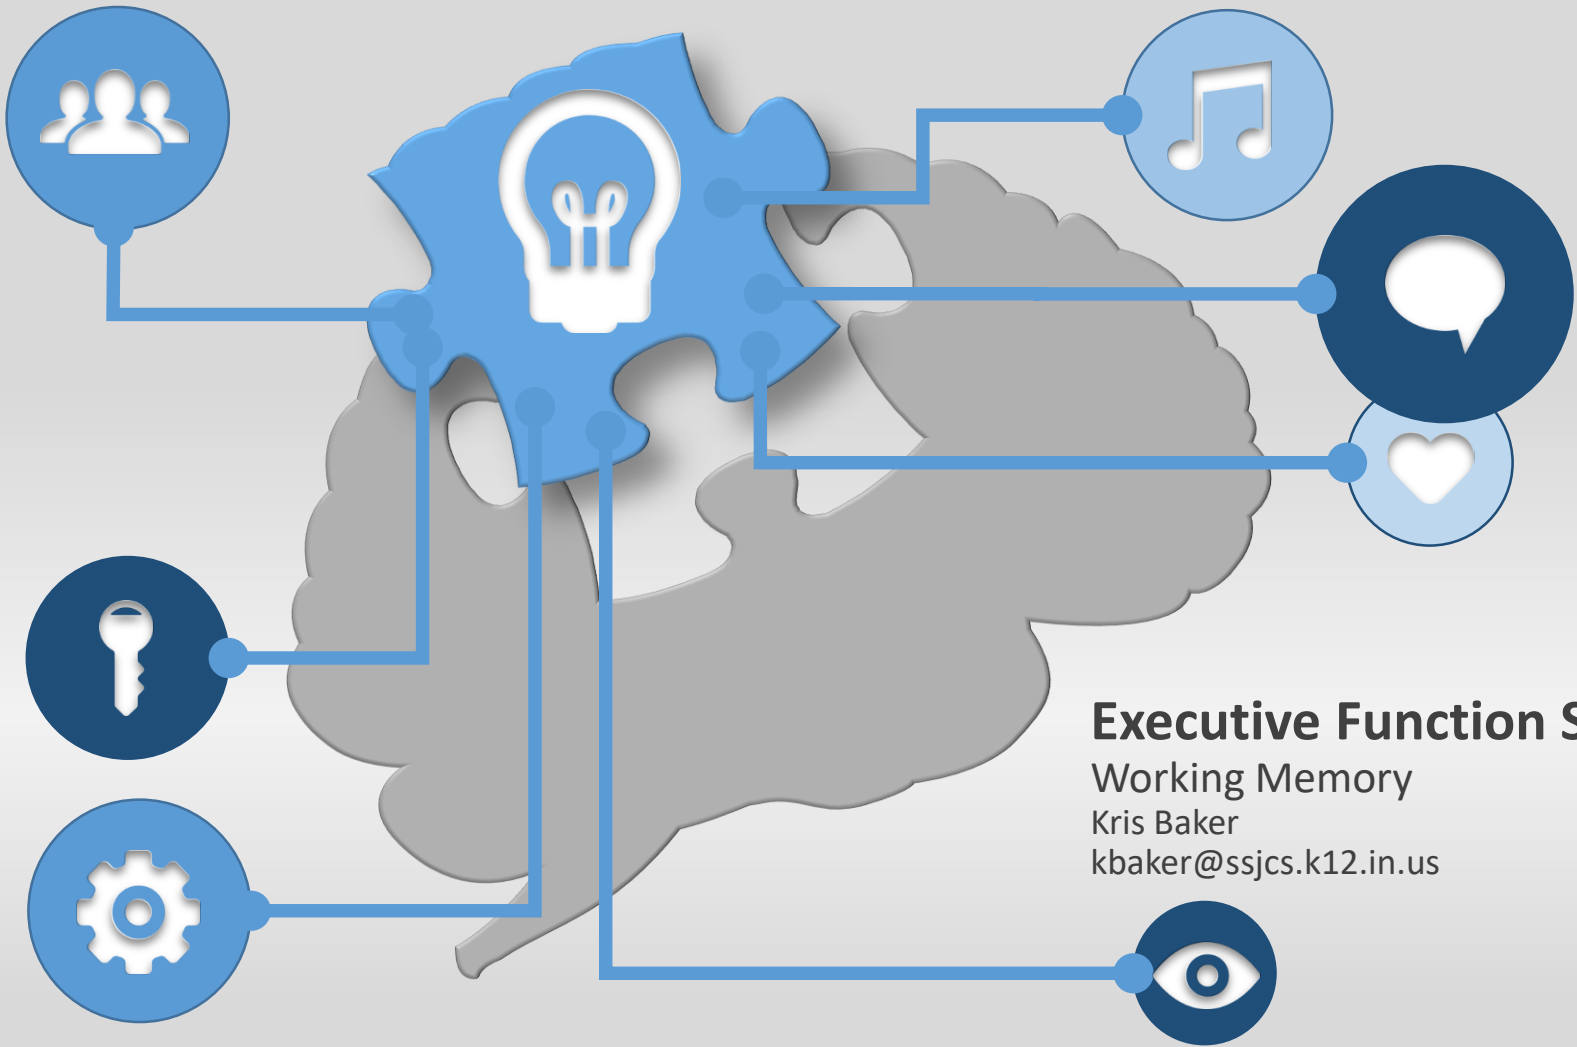 Executive Function S
Working Memory
Kris Baker
kbaker@ssjcs.k12.in.us